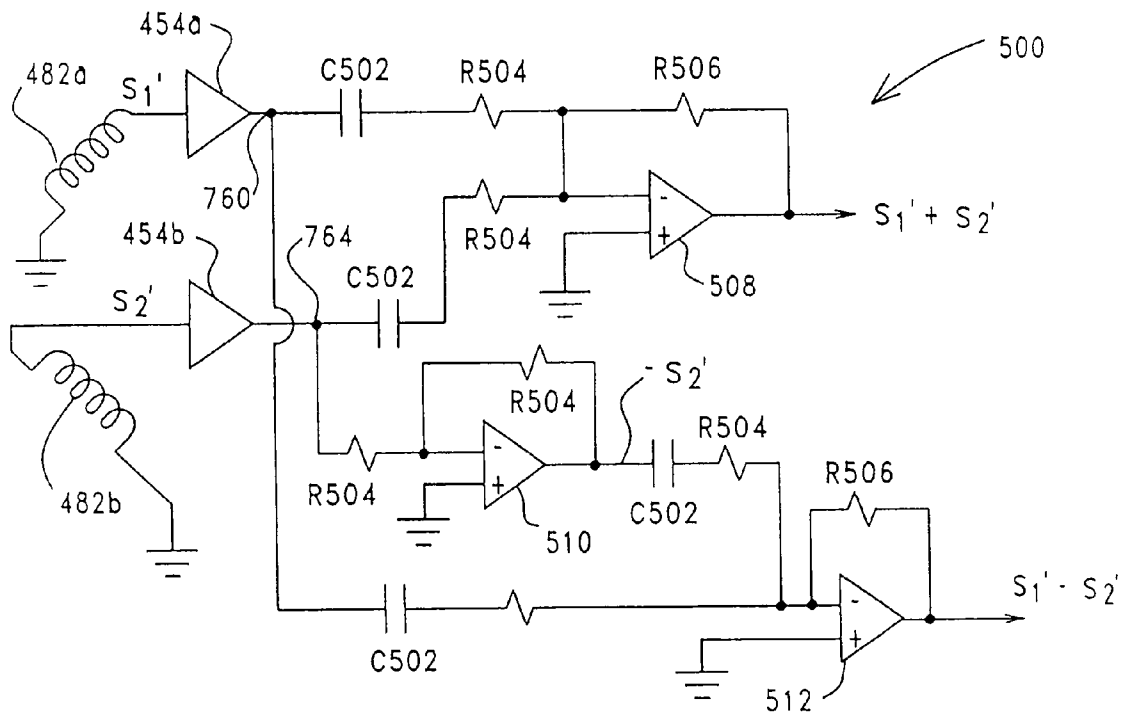 454a
500
482a
S₁'
C502
R504
R506
760
R504
-
+
S₁' + S₂'
454b
764
508
S₂'
C502
R504
- S₂'
R504
482b
R504
-
+
C502
R506
510
C502
-
+
S₁' - S₂'
512